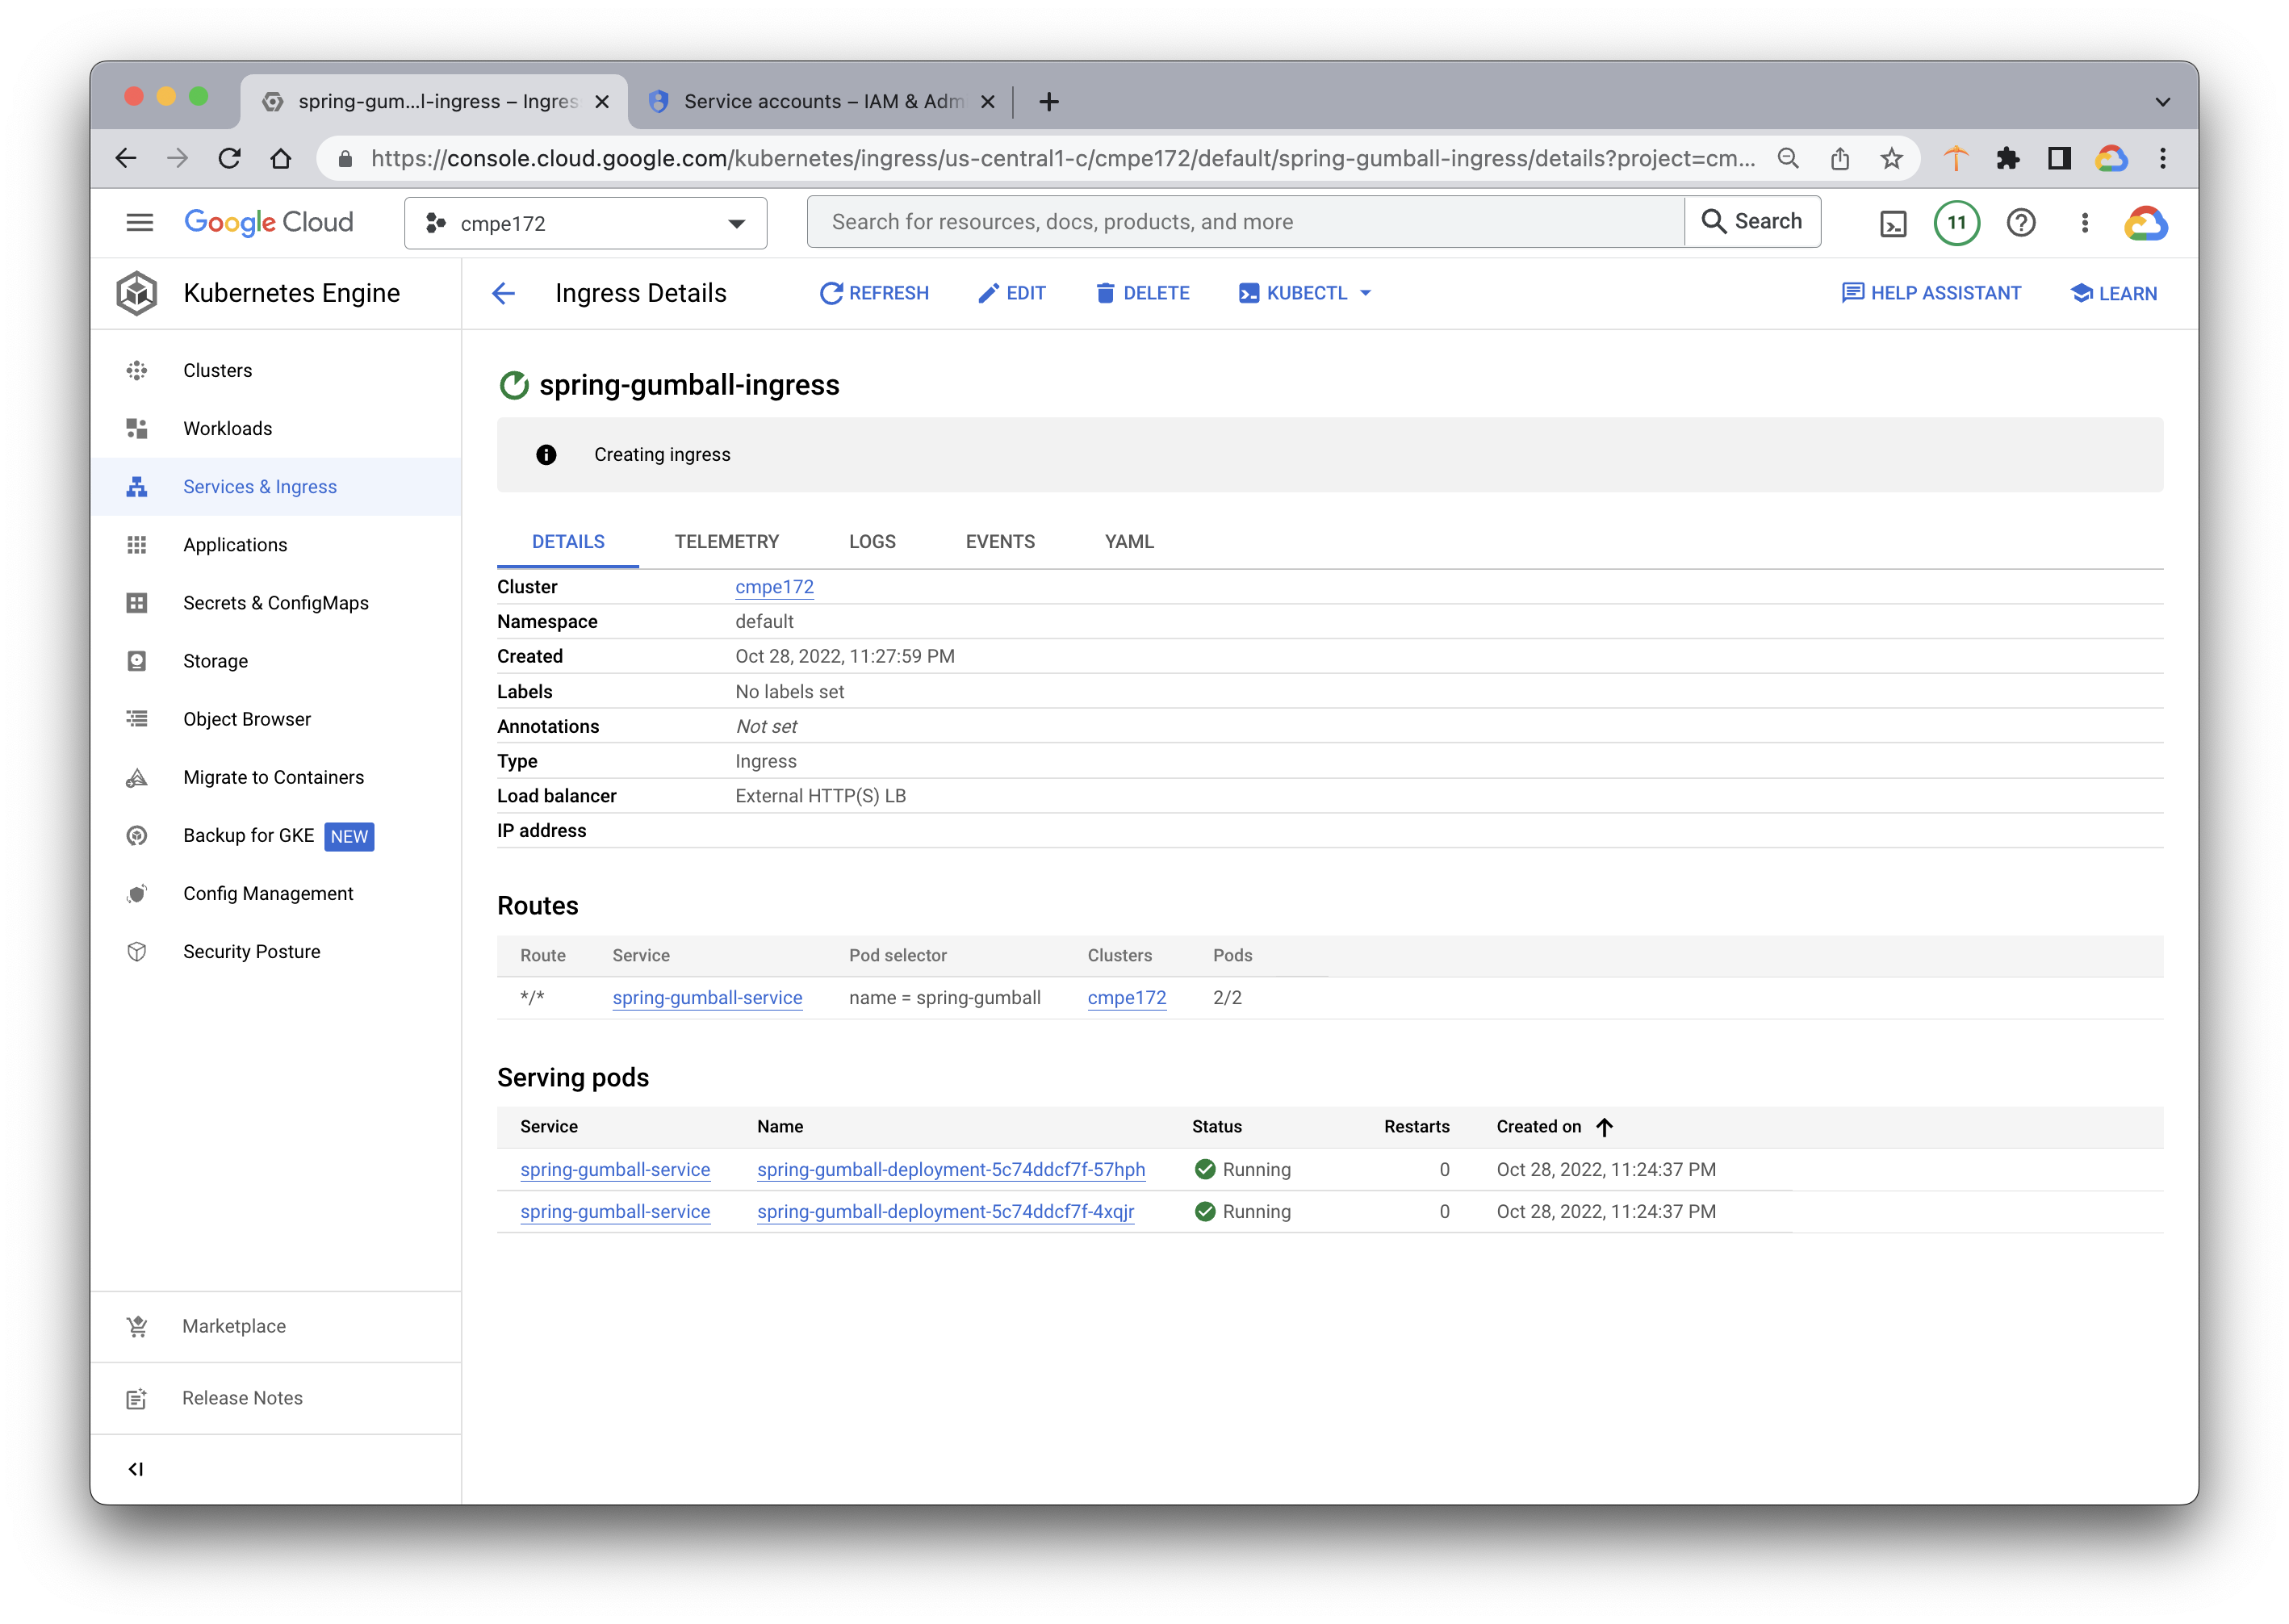 spring-gum...l-ingress – Ingres
Service accounts – IAM & Adm
https://console.cloud.google.com/kubernetes/ingress/us-central1-c/cmpe172/default/spring-gumball-ingress/details?project=cm...
Google Cloud
cmpe172
Search for resources, docs, products, and more
Search
11
Kubernetes Engine
Ingress Details
REFRESH
EDIT
DELETE
KUBECTL
HELP ASSISTANT
LEARN
Clusters
Workloads
Services & Ingress
Applications
Secrets & ConfigMaps
Storage
Object Browser
Migrate to Containers
Backup for GKE NEW
Config Management
Security Posture
Marketplace
Release Notes
spring-gumball-ingress
Creating ingress
DETAILS TELEMETRY LOGS EVENTS YAML
Cluster cmpe172
Namespace default
Created Oct 28, 2022, 11:27:59 PM
Labels No labels set
Annotations Not set
Type Ingress
Load balancer External HTTP(S) LB
IP address
Routes
Route Service Pod selector Clusters Pods
*/* spring-gumball-service name = spring-gumball cmpe172 2/2
Serving pods
Service Name Status Restarts Created on
spring-gumball-service spring-gumball-deployment-5c74ddcf7f-57hph Running 0 Oct 28, 2022, 11:24:37 PM
spring-gumball-service spring-gumball-deployment-5c74ddcf7f-4xqjr Running 0 Oct 28, 2022, 11:24:37 PM